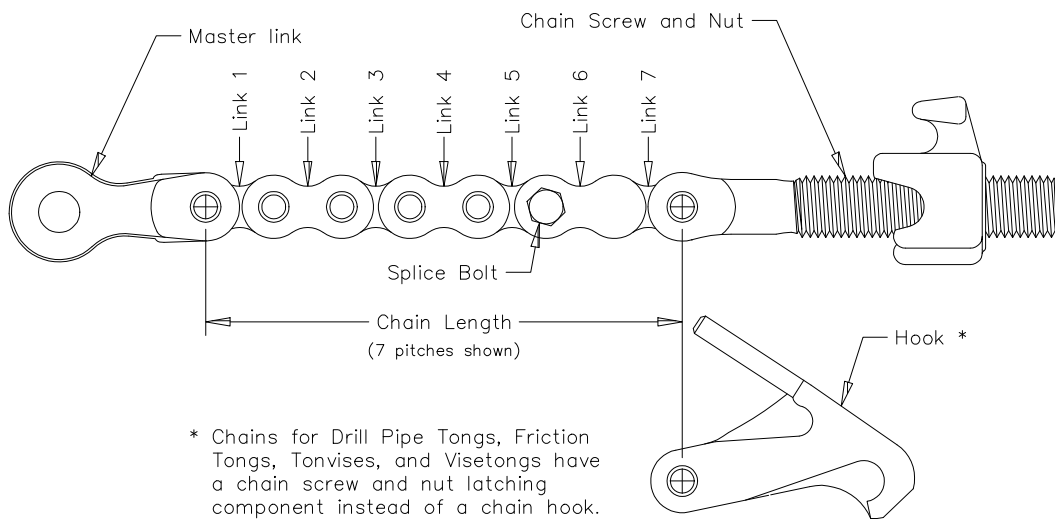 Chain Screw and Nut
Master link
Link 1
Link 2
Link 3
Link 4
Link 5
Link 6
Link 7
Splice Bolt
Chain Length
(7 pitches shown)
Hook *
* Chains for Drill Pipe Tongs, Friction
Tongs, Tonvises, and Visetongs have
a chain screw and nut latching
component instead of a chain hook.